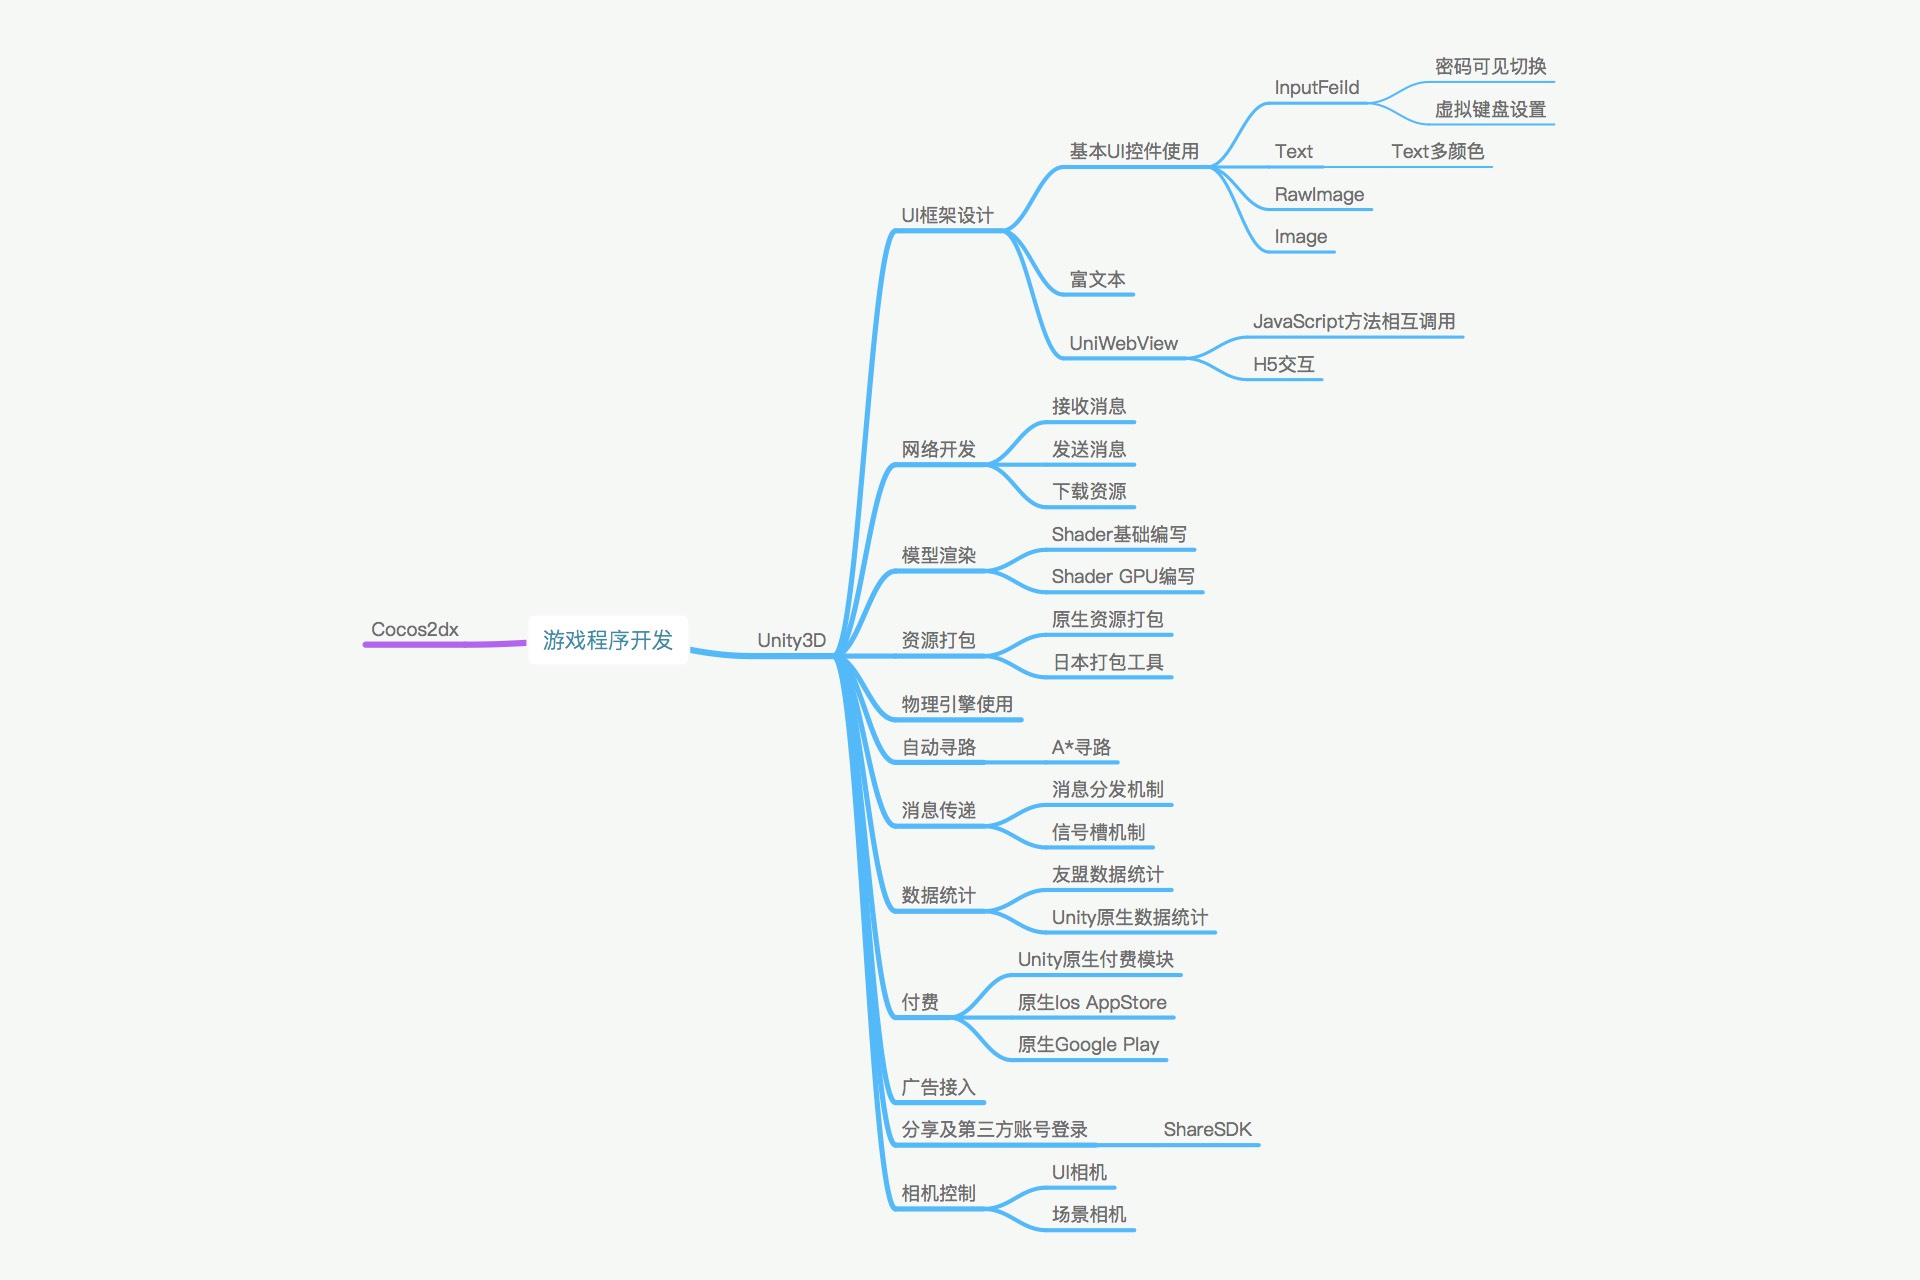 密码可见切换
InputFeild
虚拟键盘设置
基本UI控件使用
Text
Text多颜色
RawImage
UI框架设计
Image
富文本
JavaScript方法相互调用
UniWebView
H5交互
接收消息
网络开发
发送消息
下载资源
Shader基础编写
模型渲染
Shader GPU编写
原生资源打包
Cocos2dx
游戏程序开发
Unity3D
资源打包
日本打包工具
物理引擎使用
自动寻路
A*寻路
消息分发机制
消息传递
信号槽机制
友盟数据统计
数据统计
Unity原生数据统计
Unity原生付费模块
付费
原生Ios AppStore
原生Google Play
广告接入
分享及第三方账号登录
ShareSDK
UI相机
相机控制
场景相机